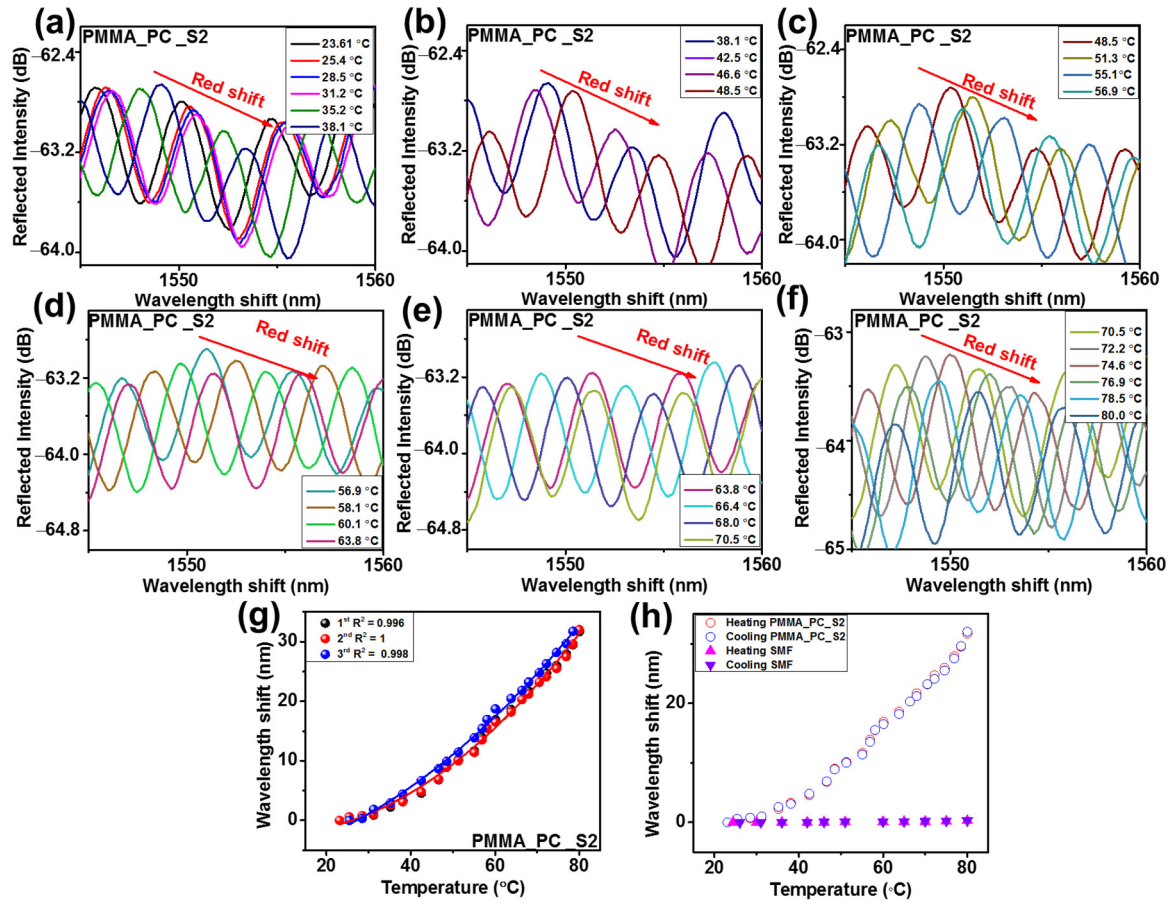 (a)
PMMA_PC _S2
23.61 °C
25.4 °C
28.5 °C
31.2 °C
35.2 °C
38.1 °C
Red shift
Reflected Intensity (dB)
−62.4
−63.2
−64.0
1550
1560
Wavelength shift (nm)
(b)
PMMA_PC _S2
38.1 °C
42.5 °C
46.6 °C
48.5 °C
Red shift
Reflected Intensity (dB)
−62.4
−63.2
−64.0
1550
1560
Wavelength shift (nm)
(c)
PMMA_PC _S2
48.5 °C
51.3 °C
55.1 °C
56.9 °C
Red shift
Reflected Intensity (dB)
−62.4
−63.2
−64.0
1550
1560
Wavelength shift (nm)
(d)
PMMA_PC _S2
Red shift
56.9 °C
58.1 °C
60.1 °C
63.8 °C
Reflected Intensity (dB)
−63.2
−64.0
−64.8
1550
1560
Wavelength shift (nm)
(e)
PMMA_PC _S2
Red shift
63.8 °C
66.4 °C
68.0 °C
70.5 °C
Reflected Intensity (dB)
−63.2
−64.0
−64.8
1550
1560
Wavelength shift (nm)
(f)
PMMA_PC _S2
Red shift
70.5 °C
72.2 °C
74.6 °C
76.9 °C
78.5 °C
80.0 °C
Reflected Intensity (dB)
−63
−64
−65
1550
1560
Wavelength shift (nm)
(g)
1st R2 = 0.996
2nd R2 = 1
3rd R2 = 0.998
Wavelength shift (nm)
30
20
10
0
20
40
60
80
PMMA_PC_S2
Temperature (°C)
(h)
Heating PMMA_PC_S2
Cooling PMMA_PC_S2
Heating SMF
Cooling SMF
Wavelength shift (nm)
20
0
20
40
60
80
Temperature (◦C)